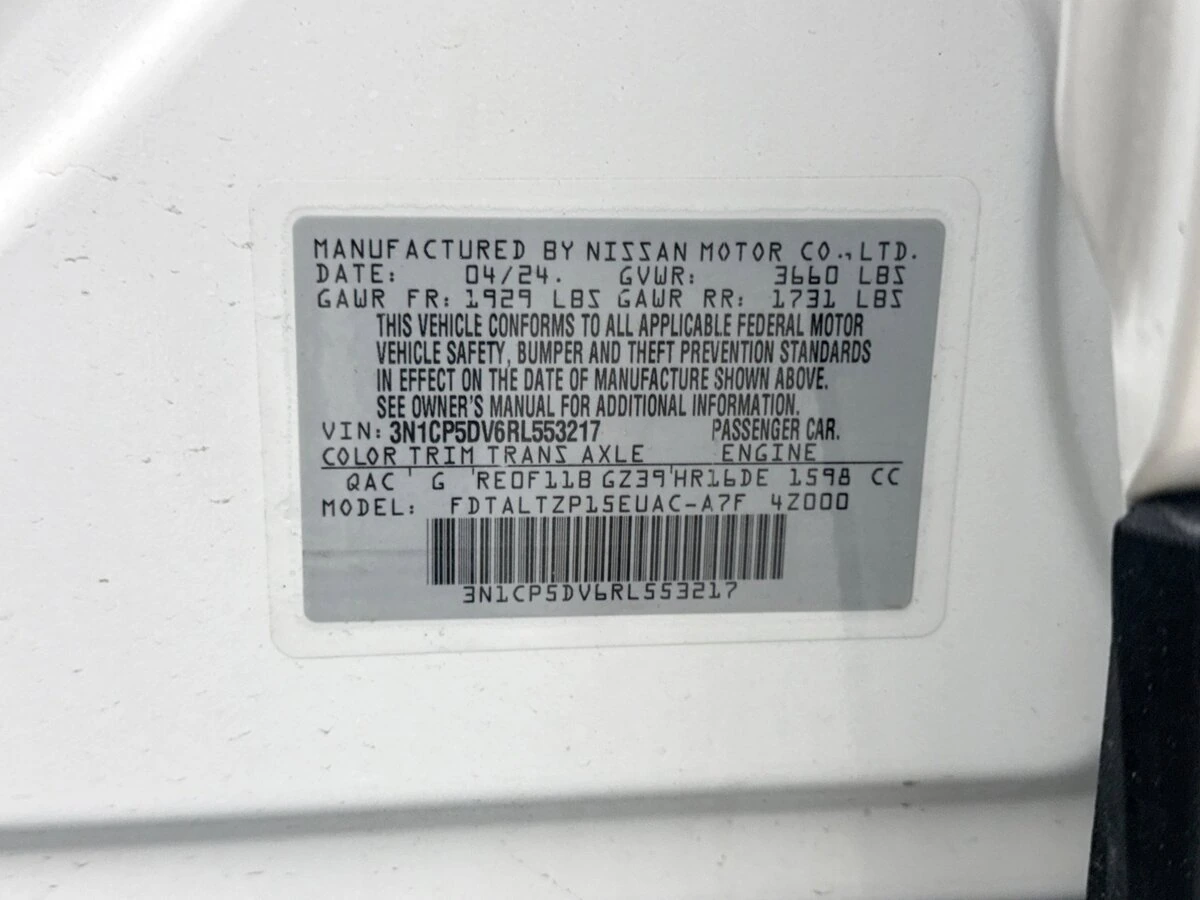 MANUFACTURED BY NISSAN MOTOR CO., LTD.
DATE: 04/24. GVWR: 3660 LBS
GAWR FR: 1929 LBS GAWR RR: 1731 LBS
THIS VEHICLE CONFORMS TO ALL APPLICABLE FEDERAL MOTOR
VEHICLE SAFETY, BUMPER AND THEFT PREVENTION STANDARDS
IN EFFECT ON THE DATE OF MANUFACTURE SHOWN ABOVE.
SEE OWNER'S MANUAL FOR ADDITIONAL INFORMATION.
VIN: 3N1CP5DV6RL553217 PASSENGER CAR.
COLOR TRIM TRANS AXLE ENGINE
QAC ' G ' RE0F11B GZ39 ' HR16DE 1598 CC
MODEL: FDTALTZP15EUAC-A7F 4Z000
3N1CP5DV6RL553217